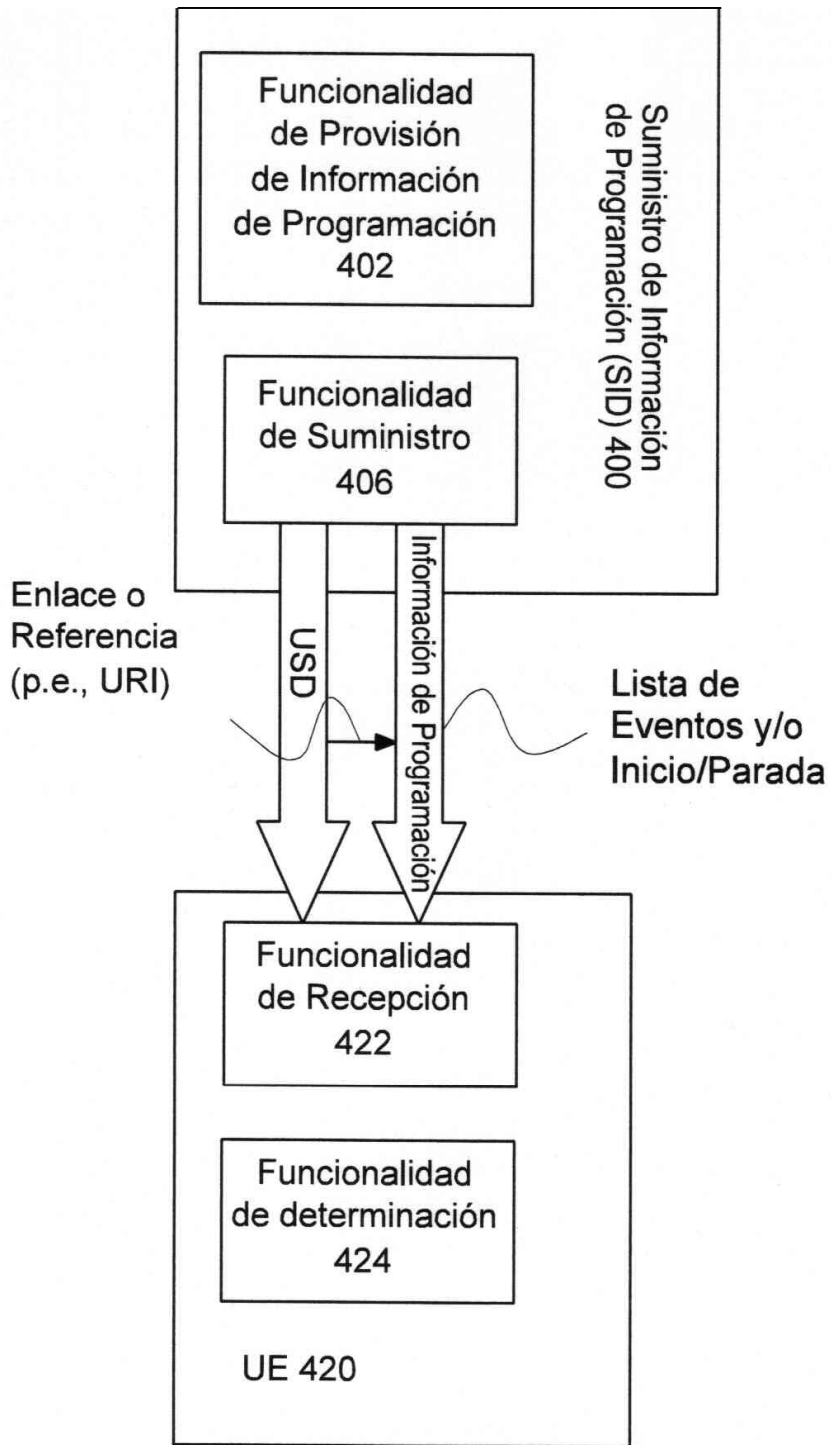 Funcionalidad
de Provisión
de Información
de Programación
402
Suministro de Información
de Programación (SID) 400
Funcionalidad
de Suministro
406
Enlace o
Referencia
(p.e., URI)
USD
Información de Programación
Lista de
Eventos y/o
Inicio/Parada
Funcionalidad
de Recepción
422
Funcionalidad
de determinación
424
UE 420